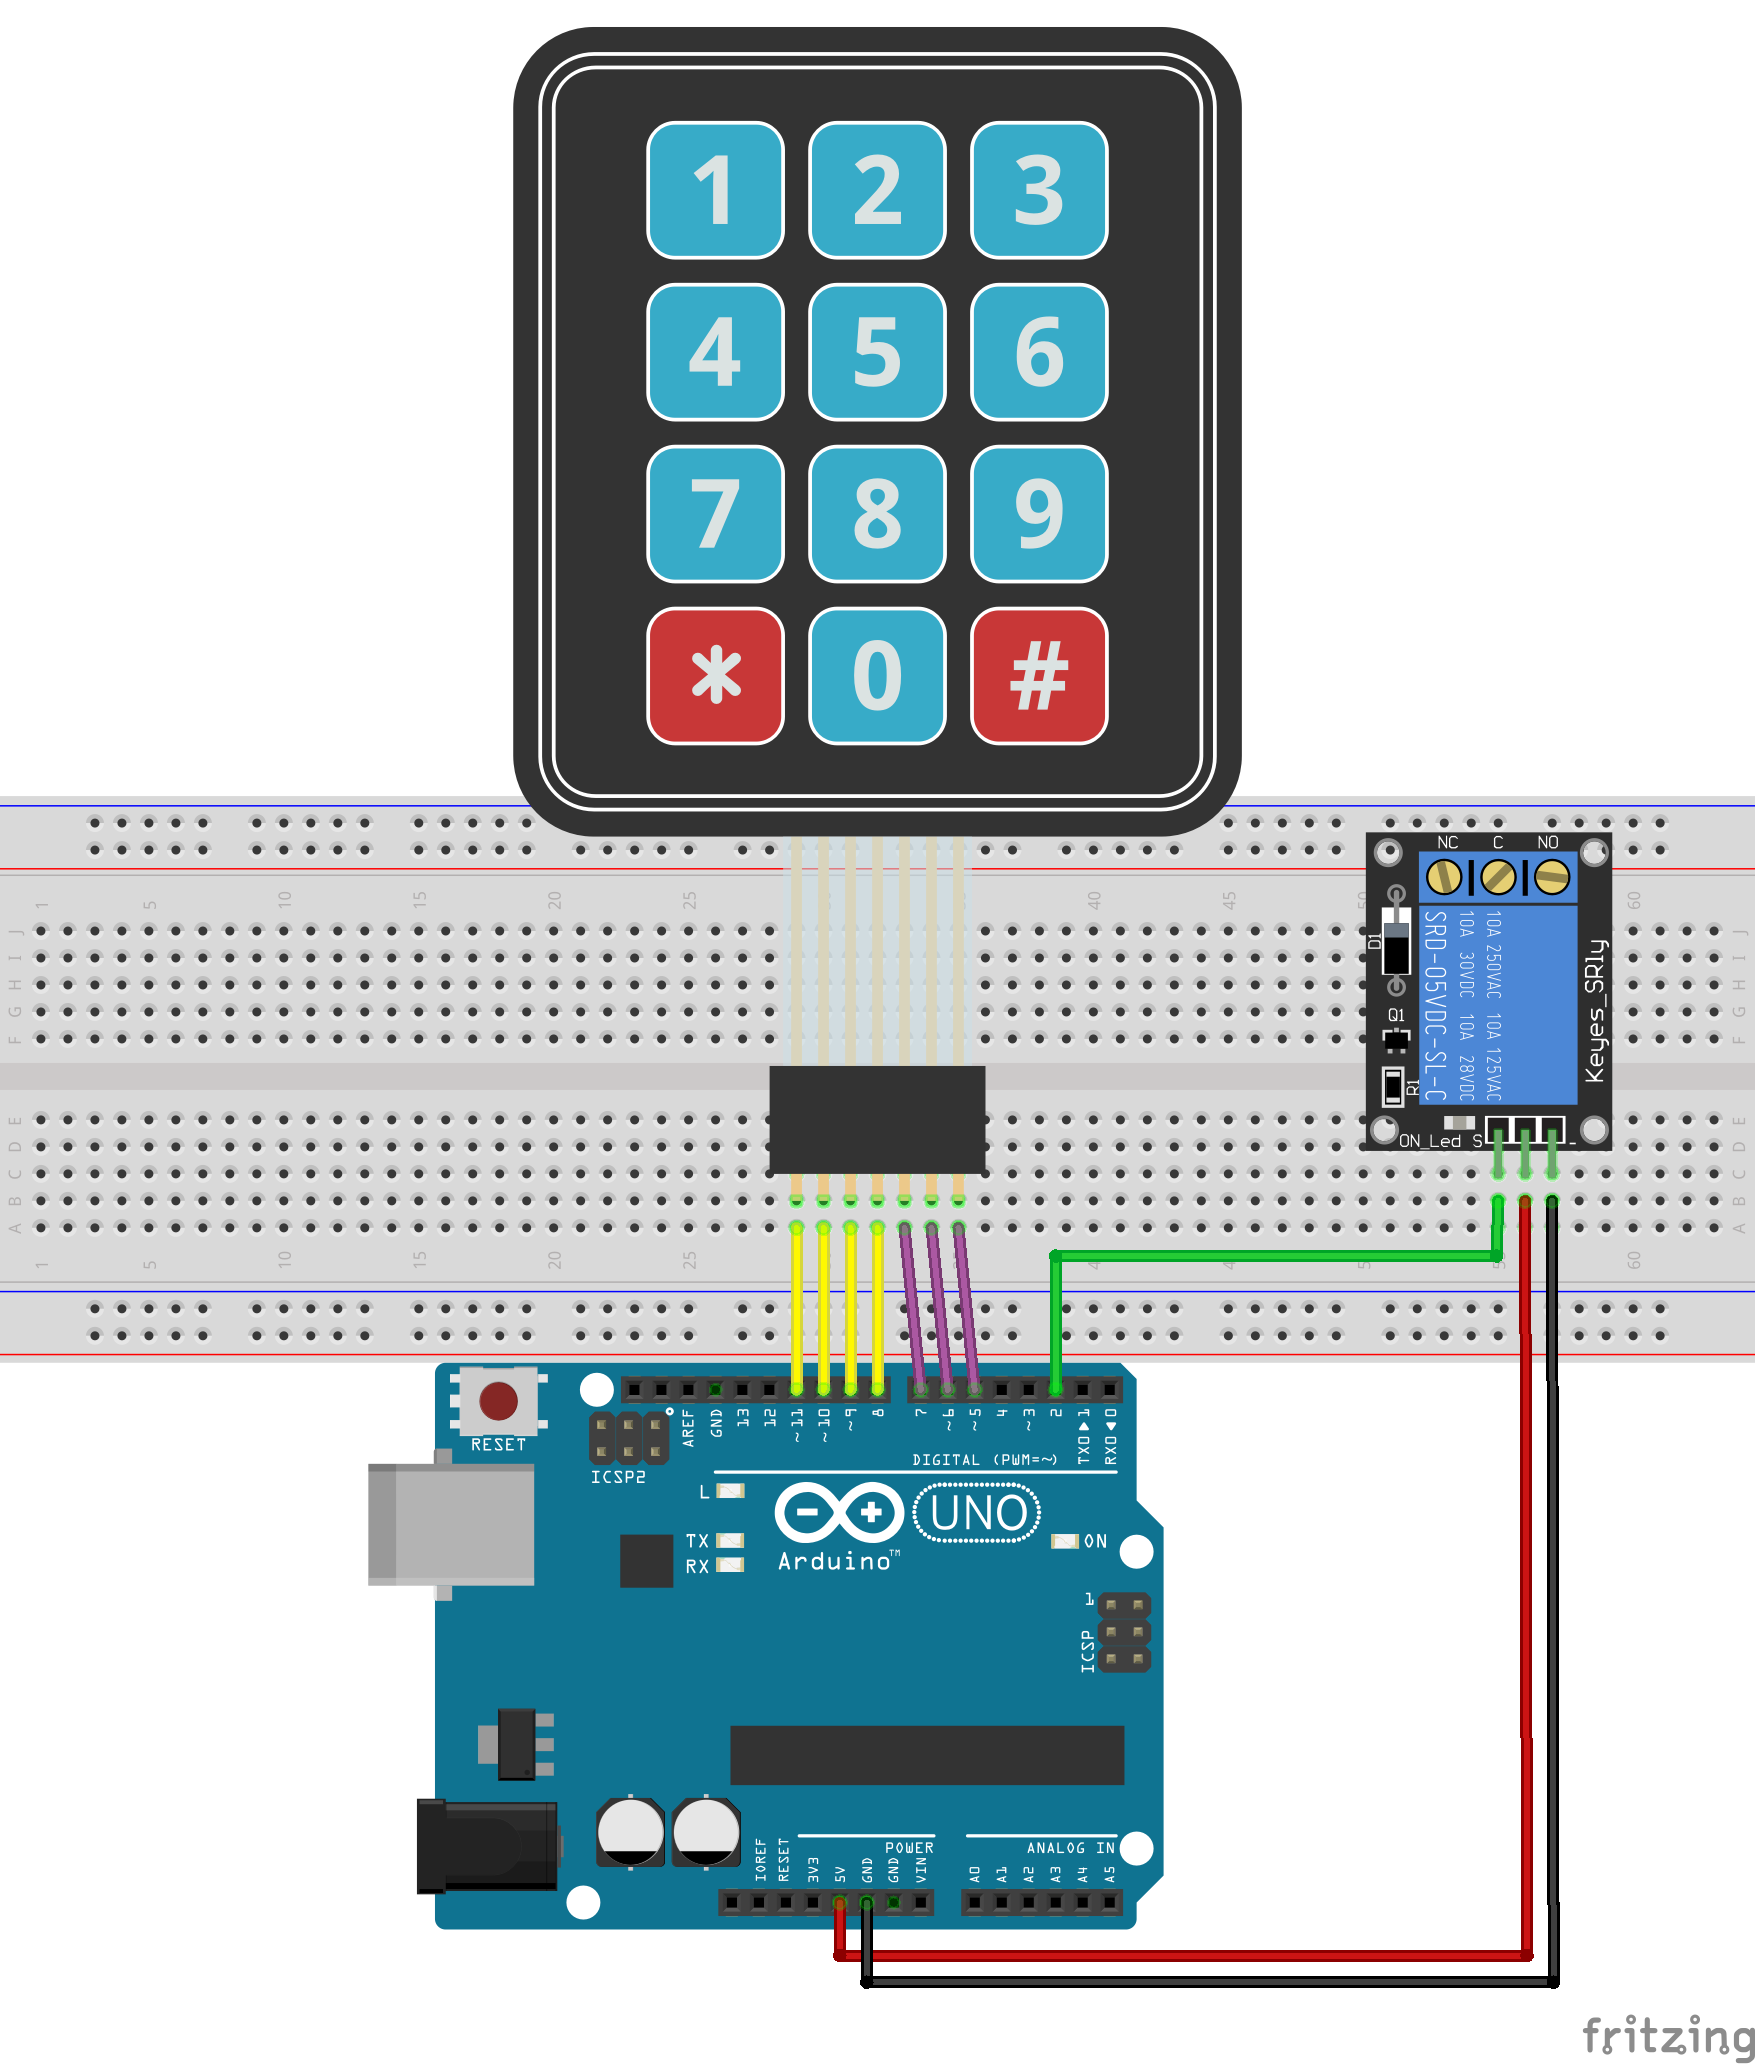 1 2 3
4 5 6
7 8 9
* 0 #
NC C NO
1 5 10 15 20 25 40 45 60
J J
I I
H H
G G
F F
D1
SRD-05VDC-SL-C
10A 30VDC 10A 28VDC
10A 250VAC 10A 125VAC
Keyes_SRly
Q1
R1
ON_Led S -
E E
D D
C C
B B
A A
1 5 10 15 20 25 60
RESET
ICSP2
AREF GND 13 12 ~11 ~10 ~9 8 7 ~6 ~5 4 ~3 2 TX0▶1 RX0◀0
DIGITAL (PWM=~)
L
TX
RX
UNO
Arduino™
ON
1
ICSP
POWER
ANALOG IN
IOREF RESET 3V3 5V GND GND VIN A0 A1 A2 A3 A4 A5
fritzing